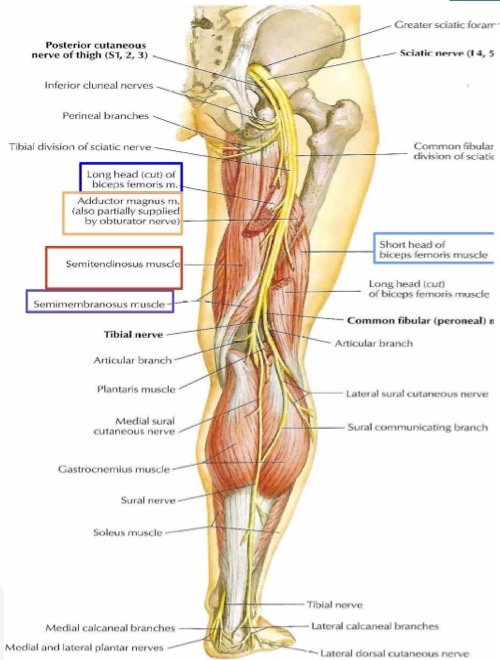 Greater sciatic foram
Posterior cutaneous
nerve of thigh (S1, 2, 3)
Sciatic nerve (L4, 5
Inferior cluneal nerves
Perineal branches
Tibial division of sciatic nerve
Common fibular
division of sciatic
Long head (cut) of
biceps femoris m.
Adductor magnus m.
(also partially supplied
by obturator nerve)
Short head of
biceps femoris muscle
Semitendinosus muscle
Long head (cut)
of biceps femoris muscle
Semimembranosus muscle
Common fibular (peroneal) n
Tibial nerve
Articular branch
Articular branch
Plantaris muscle
Lateral sural cutaneous nerve
Medial sural
cutaneous nerve
Sural communicating branch
Gastrocnemius muscle
Sural nerve
Soleus muscle
Tibial nerve
Medial calcaneal branches
Lateral calcaneal branches
Medial and lateral plantar nerves
Lateral dorsal cutaneous nerve